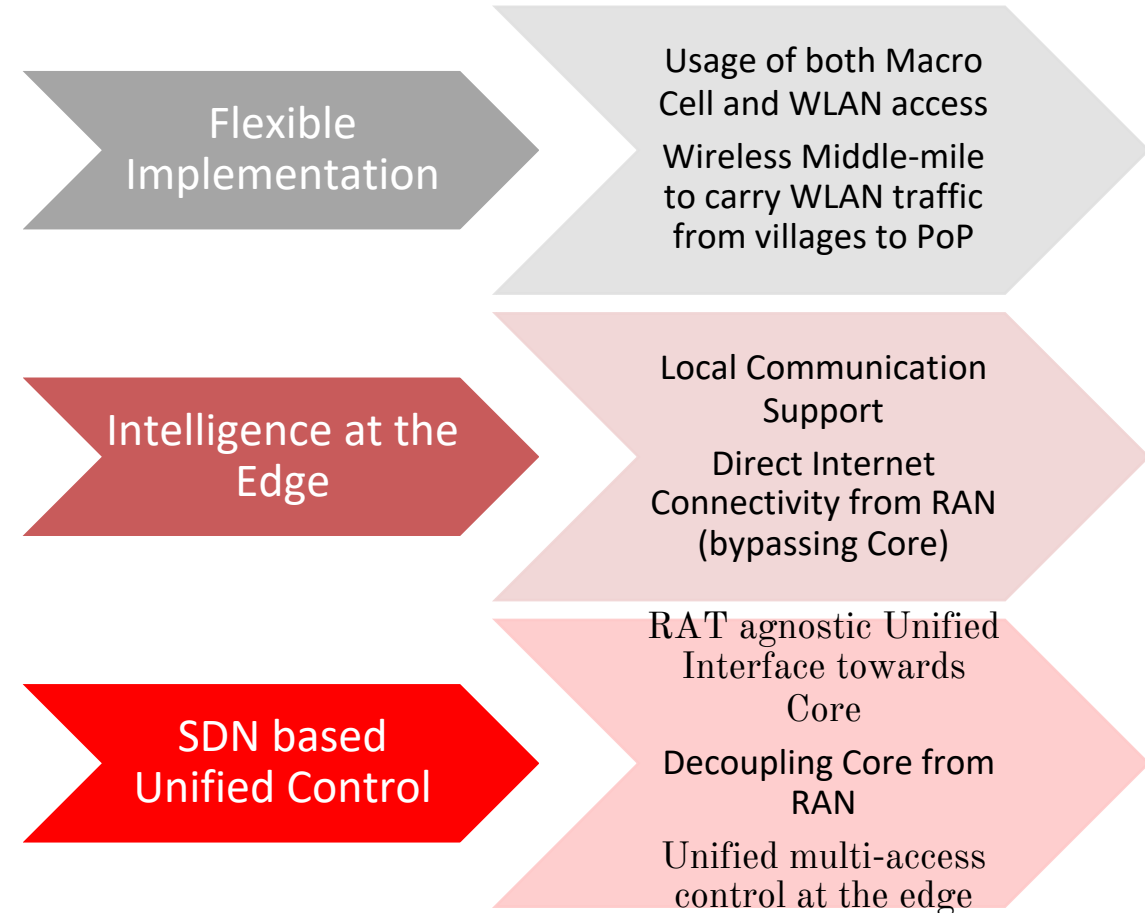 Flexible
Implementation
Usage of both Macro
Cell and WLAN access
Wireless Middle-mile
to carry WLAN traffic
from villages to PoP
Intelligence at the
Edge
Local Communication
Support
Direct Internet
Connectivity from RAN
(bypassing Core)
SDN based
Unified Control
RAT agnostic Unified
Interface towards
Core
Decoupling Core from
RAN
Unified multi-access
control at the edge